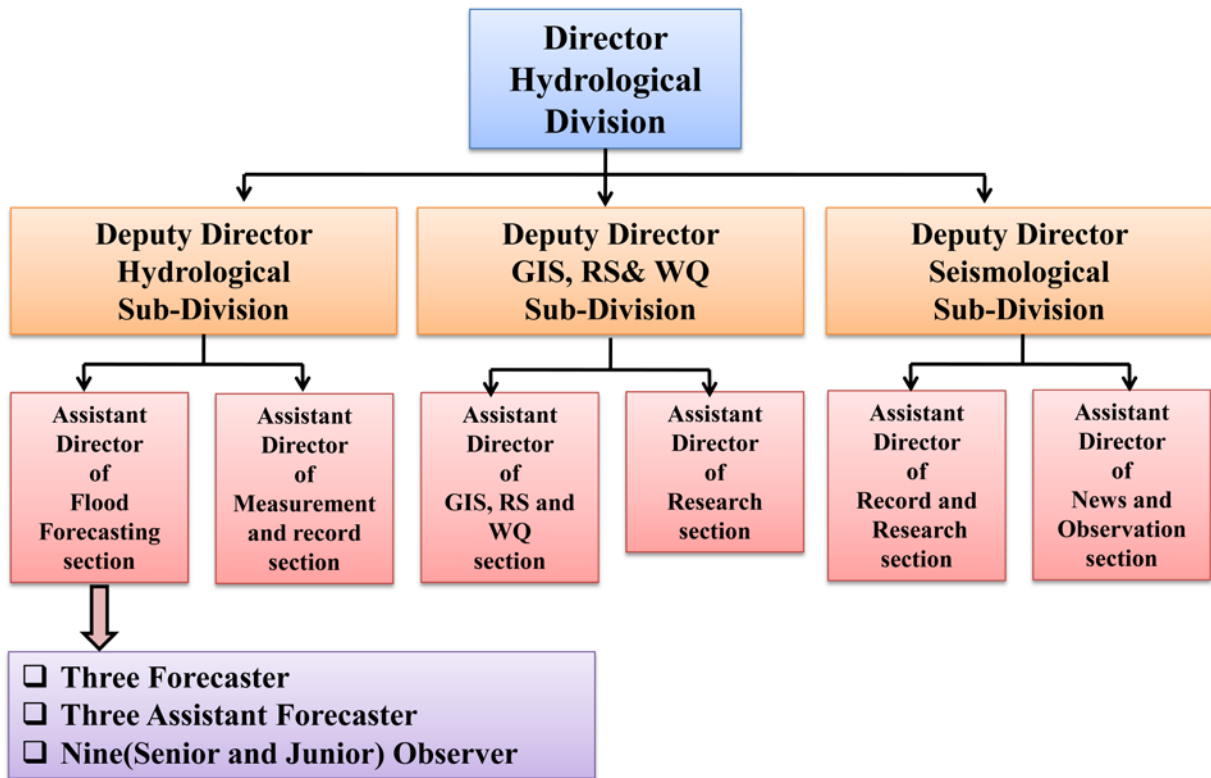 Director
Hydrological
Division
Deputy Director
Hydrological
Sub-Division
Deputy Director
GIS, RS& WQ
Sub-Division
Deputy Director
Seismological
Sub-Division
Assistant
Director
of
Flood
Forecasting
section
Assistant
Director
of
Measurement
and record
section
Assistant
Director
of
GIS, RS and
WQ
section
Assistant
Director
of
Research
section
Assistant
Director
of
Record and
Research
section
Assistant
Director
of
News and
Observation
section
❑ Three Forecaster
❑ Three Assistant Forecaster
❑ Nine(Senior and Junior) Observer